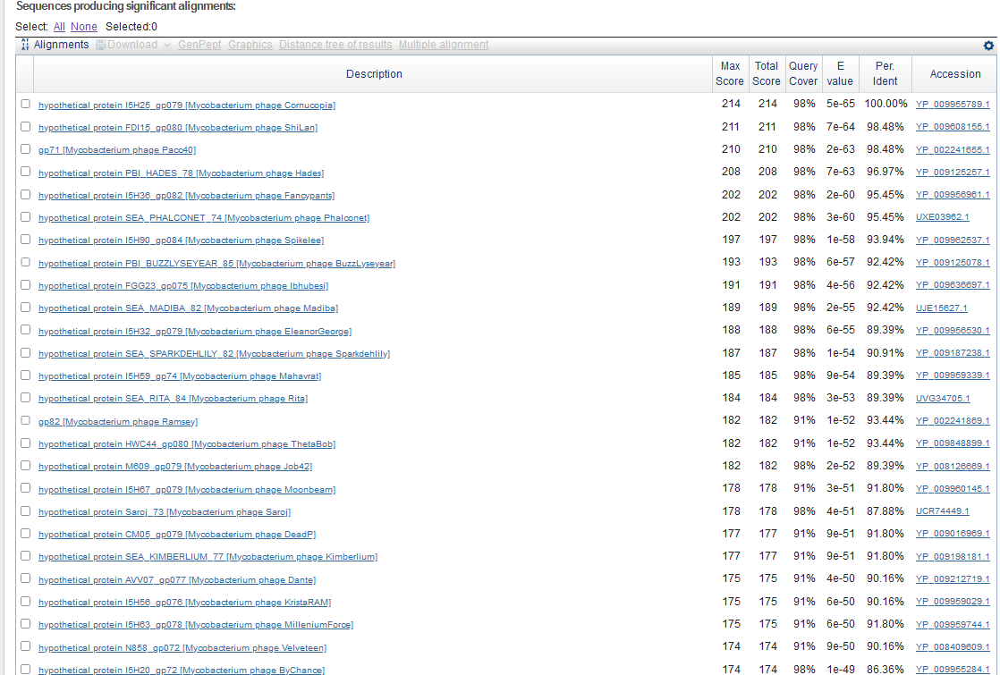 Sequences producing significant alignments:
Select: All None Selected:0
Alignments Download GenPept Graphics Distance tree of results Multiple alignment
Description Max Score Total Score Query Cover E value Per. Ident Accession
hypothetical protein I5H25_gp079 [Mycobacterium phage Cornucopia] 214 214 98% 5e-65 100.00% YP_009955789.1
hypothetical protein FDI15_gp080 [Mycobacterium phage ShiLan] 211 211 98% 7e-64 98.48% YP_009608155.1
gp71 [Mycobacterium phage Pacc40] 210 210 98% 2e-63 98.48% YP_002241655.1
hypothetical protein PBI_HADES_78 [Mycobacterium phage Hades] 208 208 98% 7e-63 96.97% YP_009125257.1
hypothetical protein I5H36_gp082 [Mycobacterium phage Fancypants] 202 202 98% 2e-60 95.45% YP_009956961.1
hypothetical protein SEA_PHALCONET_74 [Mycobacterium phage Phalconet] 202 202 98% 3e-60 95.45% UXE03962.1
hypothetical protein I5H90_gp084 [Mycobacterium phage Spikelee] 197 197 98% 1e-58 93.94% YP_009962537.1
hypothetical protein PBI_BUZZLYSEYEAR_85 [Mycobacterium phage BuzzLyseyear] 193 193 98% 6e-57 92.42% YP_009125078.1
hypothetical protein FGG23_gp075 [Mycobacterium phage Ibhubesi] 191 191 98% 4e-56 92.42% YP_009636697.1
hypothetical protein SEA_MADIBA_82 [Mycobacterium phage Madiba] 189 189 98% 2e-55 92.42% UJE15627.1
hypothetical protein I5H32_gp079 [Mycobacterium phage EleanorGeorge] 188 188 98% 6e-55 89.39% YP_009956530.1
hypothetical protein SEA_SPARKDEHLILY_82 [Mycobacterium phage Sparkdehlily] 187 187 98% 1e-54 90.91% YP_009187238.1
hypothetical protein I5H59_gp74 [Mycobacterium phage Mahavrat] 185 185 98% 9e-54 89.39% YP_009959339.1
hypothetical protein SEA_RITA_84 [Mycobacterium phage Rita] 184 184 98% 3e-53 89.39% UVG34705.1
gp82 [Mycobacterium phage Ramsey] 182 182 91% 1e-52 93.44% YP_002241869.1
hypothetical protein HWC44_gp080 [Mycobacterium phage ThetaBob] 182 182 91% 1e-52 93.44% YP_009848899.1
hypothetical protein M609_gp079 [Mycobacterium phage Job42] 182 182 98% 2e-52 89.39% YP_008126669.1
hypothetical protein I5H67_gp079 [Mycobacterium phage Moonbeam] 178 178 91% 3e-51 91.80% YP_009960145.1
hypothetical protein Saroj_73 [Mycobacterium phage Saroj] 178 178 98% 4e-51 87.88% UCR74449.1
hypothetical protein CM05_gp079 [Mycobacterium phage DeadP] 177 177 91% 9e-51 91.80% YP_009016969.1
hypothetical protein SEA_KIMBERLIUM_77 [Mycobacterium phage Kimberlium] 177 177 91% 9e-51 91.80% YP_009198181.1
hypothetical protein AVV07_gp077 [Mycobacterium phage Dante] 175 175 91% 4e-50 90.16% YP_009212719.1
hypothetical protein I5H56_gp076 [Mycobacterium phage KristaRAM] 175 175 91% 6e-50 90.16% YP_009959029.1
hypothetical protein I5H63_gp078 [Mycobacterium phage MilleniumForce] 175 175 91% 6e-50 91.80% YP_009959744.1
hypothetical protein N858_gp072 [Mycobacterium phage Velveteen] 174 174 91% 9e-50 90.16% YP_008409609.1
hypothetical protein I5H20_gp72 [Mycobacterium phage ByChance] 174 174 98% 1e-49 86.36% YP_009955284.1